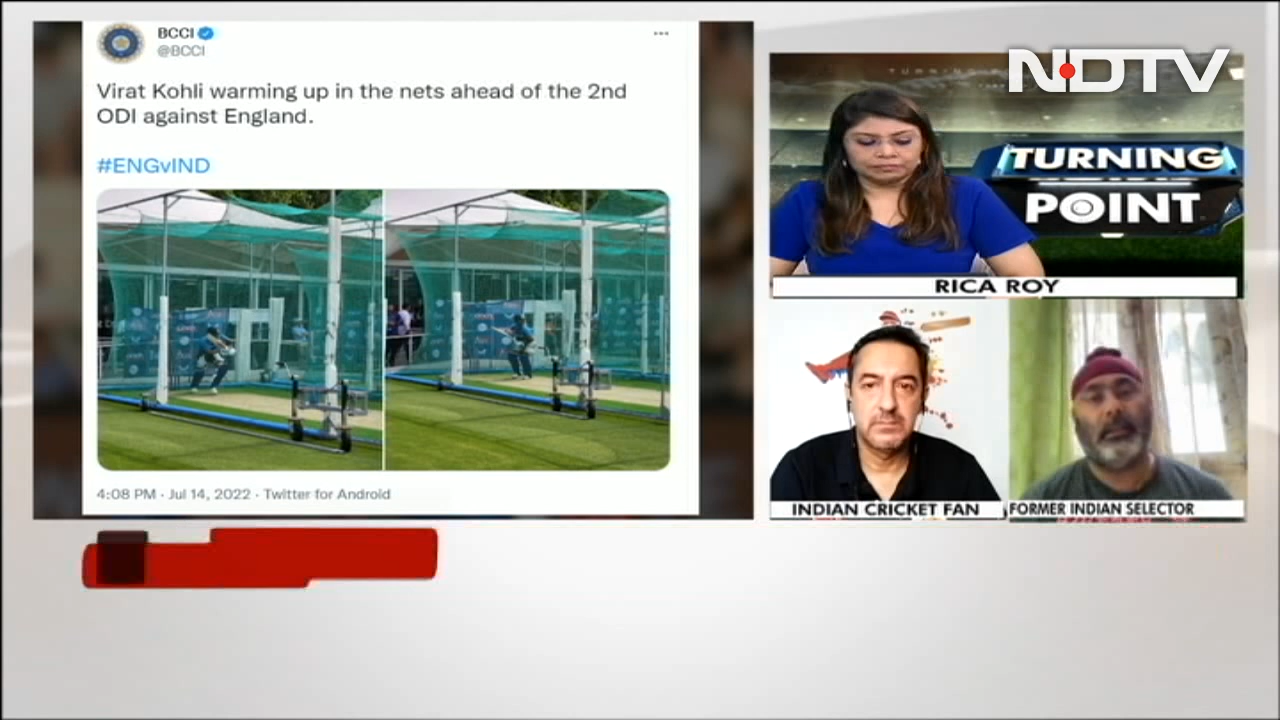 BCCI
@BCCI
Virat Kohli warming up in the nets ahead of the 2nd
ODI against England.
#ENGvIND
4:08 PM · Jul 14, 2022 · Twitter for Android
NDTV
TURNING
POINT
RICA ROY
INDIAN CRICKET FAN
FORMER INDIAN SELECTOR